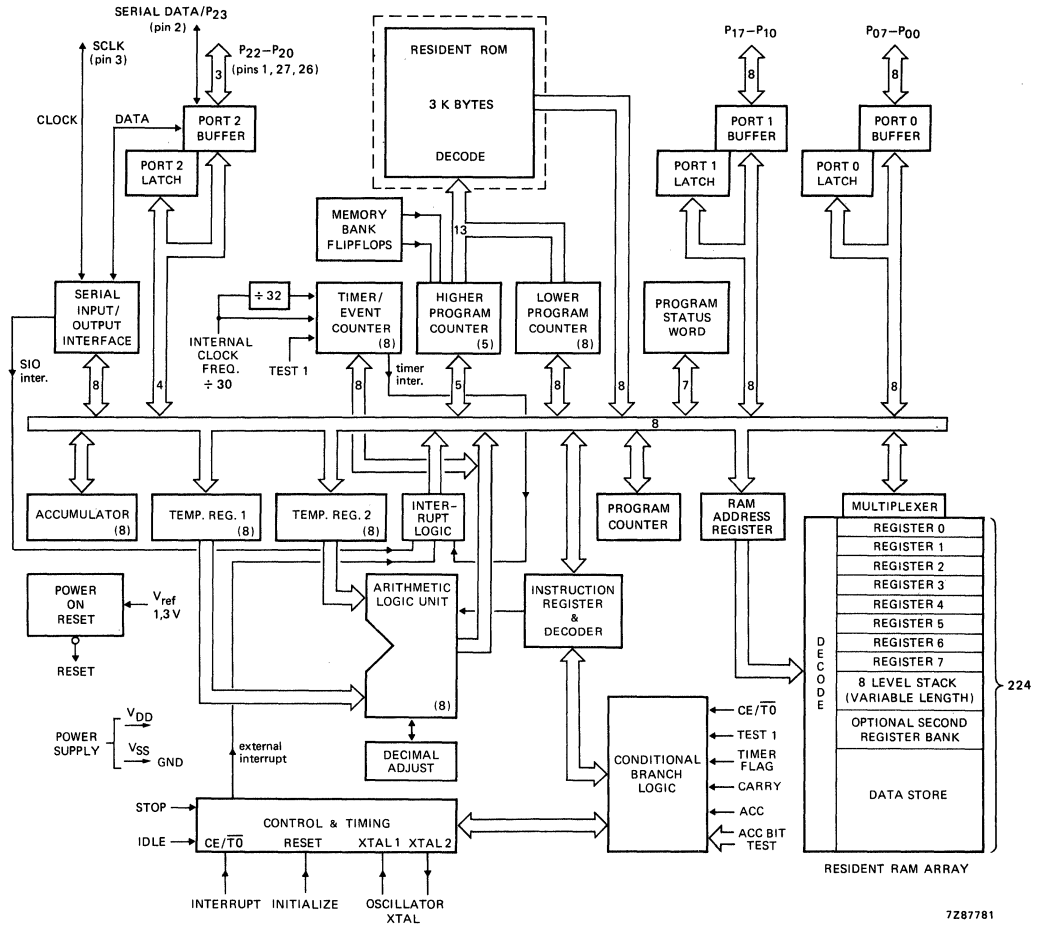 SERIAL DATA/P23
(pin 2)
SCLK
(pin 3)
P22–P20
(pins 1, 27, 26)
3
CLOCK
DATA
PORT 2
BUFFER
PORT 2
LATCH
RESIDENT ROM
3 K BYTES
DECODE
P17–P10
8
PORT 1
BUFFER
PORT 1
LATCH
P07–P00
8
PORT 0
BUFFER
PORT 0
LATCH
MEMORY
BANK
FLIPFLOPS
13
SERIAL
INPUT/
OUTPUT
INTERFACE
÷ 32
TIMER/
EVENT
COUNTER
(8)
HIGHER
PROGRAM
COUNTER
(5)
LOWER
PROGRAM
COUNTER
(8)
PROGRAM
STATUS
WORD
INTERNAL
CLOCK
FREQ.
÷ 30
TEST 1
timer
inter.
SIO
inter.
8
4
8
5
8
8
7
8
8
8
ACCUMULATOR
(8)
TEMP. REG. 1
(8)
TEMP. REG. 2
(8)
INTER-
RUPT
LOGIC
PROGRAM
COUNTER
RAM
ADDRESS
REGISTER
MULTIPLEXER
REGISTER 0
REGISTER 1
REGISTER 2
REGISTER 3
REGISTER 4
REGISTER 5
REGISTER 6
REGISTER 7
8 LEVEL STACK
(VARIABLE LENGTH)
OPTIONAL SECOND
REGISTER BANK
DATA STORE
DECODE
224
RESIDENT RAM ARRAY
POWER
ON
RESET
Vref
1,3 V
RESET
ARITHMETIC
LOGIC UNIT
(8)
INSTRUCTION
REGISTER
&
DECODER
DECIMAL
ADJUST
POWER
SUPPLY
VDD
VSS
GND
external
interrupt
CONDITIONAL
BRANCH
LOGIC
CE/T̅0̅
TEST 1
TIMER
FLAG
CARRY
ACC
ACC BIT
TEST
STOP
IDLE
CONTROL & TIMING
CE/T̅0̅ RESET XTAL 1 XTAL 2
INTERRUPT INITIALIZE OSCILLATOR
XTAL
7Z87781